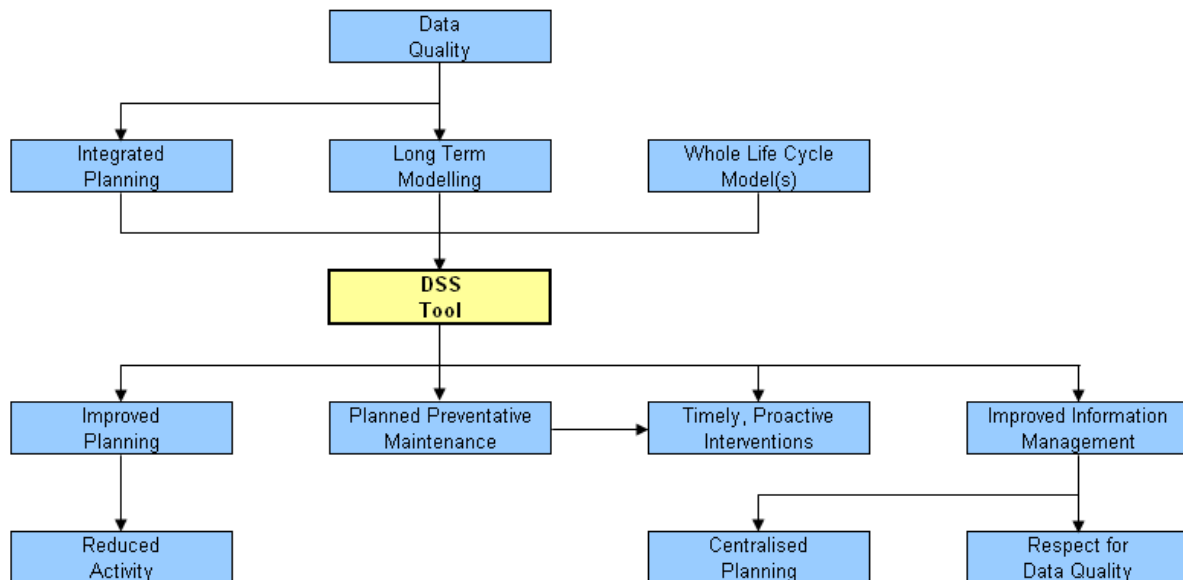 Data
Quality
Integrated
Planning
Long Term
Modelling
Whole Life Cycle
Model(s)
DSS
Tool
Improved
Planning
Planned Preventative
Maintenance
Timely, Proactive
Interventions
Improved Information
Management
Reduced
Activity
Centralised
Planning
Respect for
Data Quality